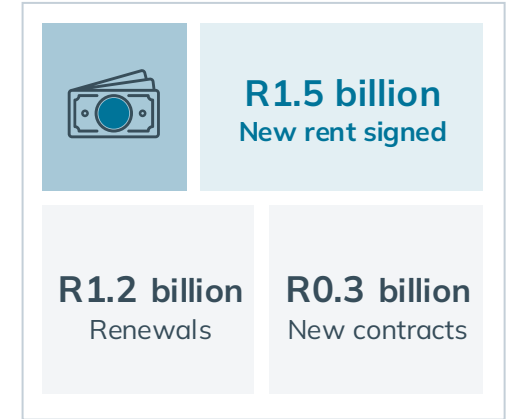 R1.5 billion
New rent signed
R1.2 billion
Renewals
R0.3 billion
New contracts